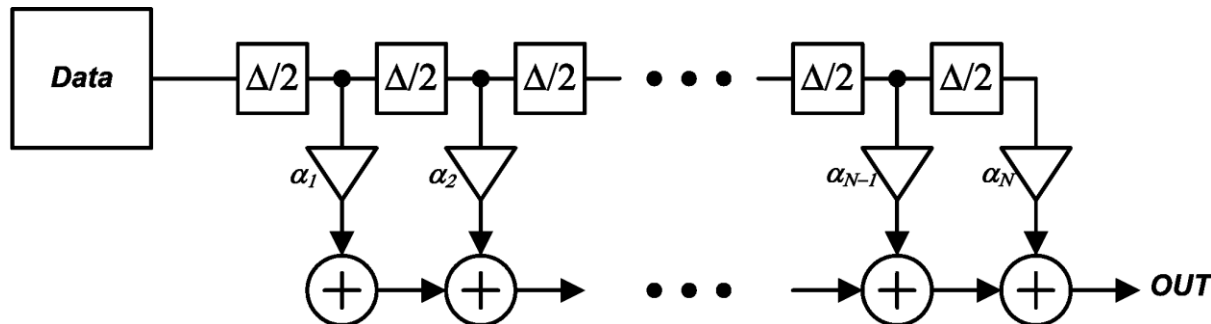 Data Δ/2 Δ/2 Δ/2 Δ/2 Δ/2
α1 α2 αN−1 αN
+ + + + OUT